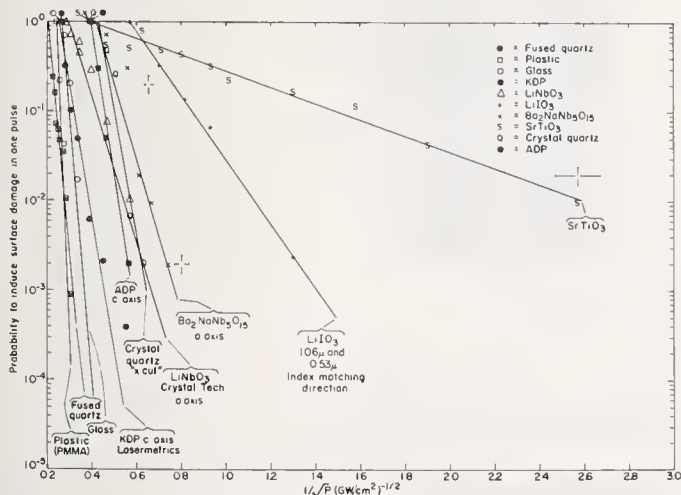 Probability to induce surface damage in one pulse
10⁰
10⁻¹
10⁻²
10⁻³
10⁻⁴
10⁻⁵
● = Fused quartz
□ = Plastic
○ = Glass
● = KDP
△ = LiNbO₃
+ = LiIO₃
× = Ba₂NaNb₅O₁₅
S = SrTiO₃
Q = Crystal quartz
● = ADP
SrTiO₃
ADP
c axis
Ba₂NaNb₅O₁₅
a axis
Crystal
quartz
"x cut"
LiIO₃
1.06μ and
0.53μ
Index matching
direction
LiNbO₃
Crystal Tech
a axis
Fused
quartz
Glass
KDP c axis
Lasermetrics
Plastic
(PMMA)
0.2 0.4 0.6 0.8 1.0 1.2 1.4 1.6 1.8 2.0 2.2 2.4 2.6 2.8 3.0
1/√P (GW/cm²)⁻¹/²